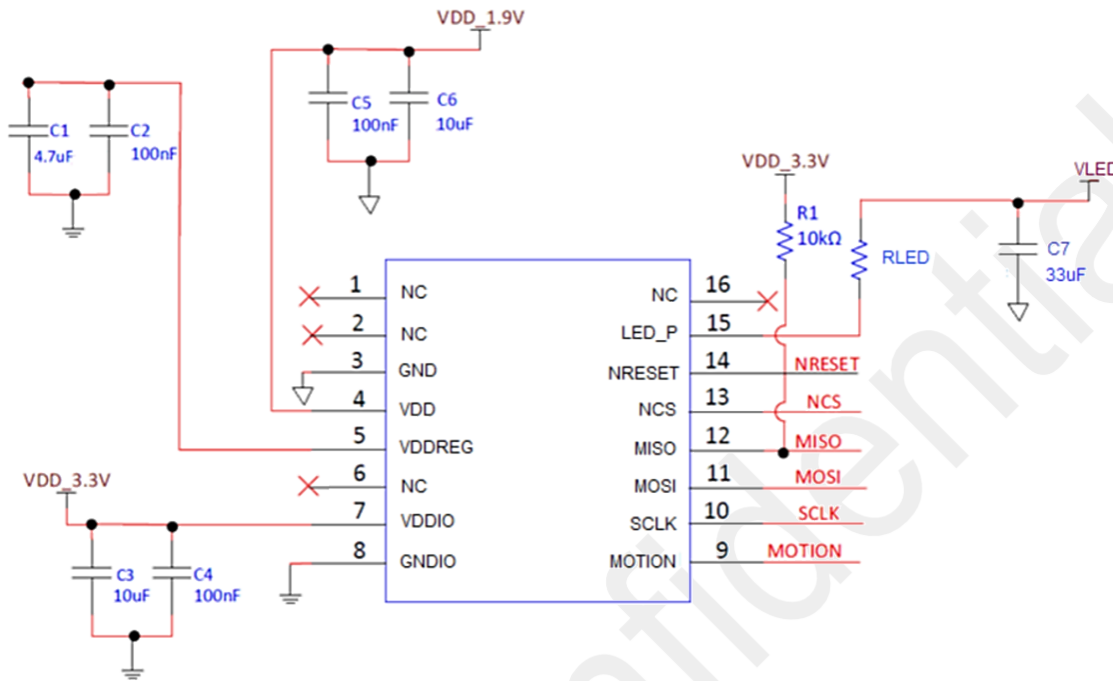 VDD_1.9V
C5
100nF
C6
10uF
C1
4.7uF
C2
100nF
VDD_3.3V
R1
10kΩ
VLED
RLED
C7
33uF
1
NC
2
NC
3
GND
4
VDD
5
VDDREG
6
NC
7
VDDIO
8
GNDIO
NC
16
LED_P
15
NRESET
14
NRESET
NCS
13
NCS
MISO
12
MISO
MOSI
11
MOSI
SCLK
10
SCLK
MOTION
9
MOTION
VDD_3.3V
C3
10uF
C4
100nF
nfidential